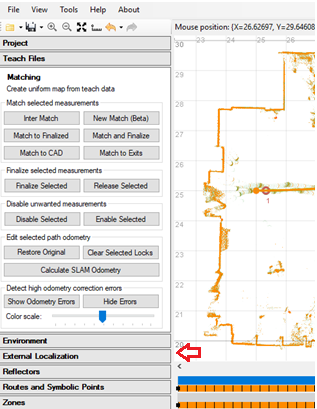 File View Tools Help About
Project
Teach Files
Matching
Create uniform map from teach data
Match selected measurements
Inter Match New Match (Beta)
Match to Finalized Match and Finalize
Match to CAD Match to Exits
Finalize selected measurements
Finalize Selected Release Selected
Disable unwanted measurements
Disable Selected Enable Selected
Edit selected path odometry
Restore Original Clear Selected Locks
Calculate SLAM Odometry
Detect high odometry correction errors
Show Odometry Errors Hide Errors
Color scale:
Environment
External Localization
Reflectors
Routes and Symbolic Points
Zones
Mouse position: {X=26.62697, Y=29.64608
30 23 24 25 26
29
28
27
26
25
1
24
23
22
21
20
<